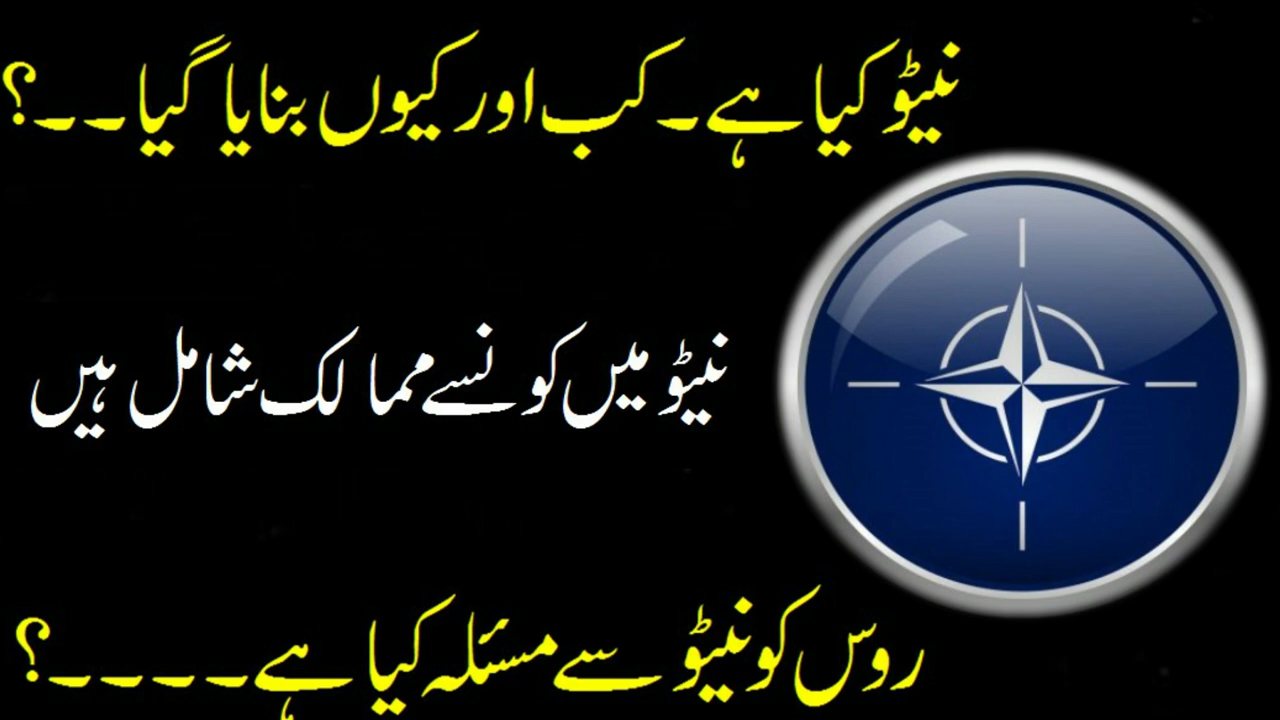 نیٹو کیا ہے۔ کب اور کیوں بنایا گیا۔۔؟
نیٹو میں کونسے ممالک شامل ہیں
روس کو نیٹو سے مسئلہ کیا ہے۔۔۔۔؟